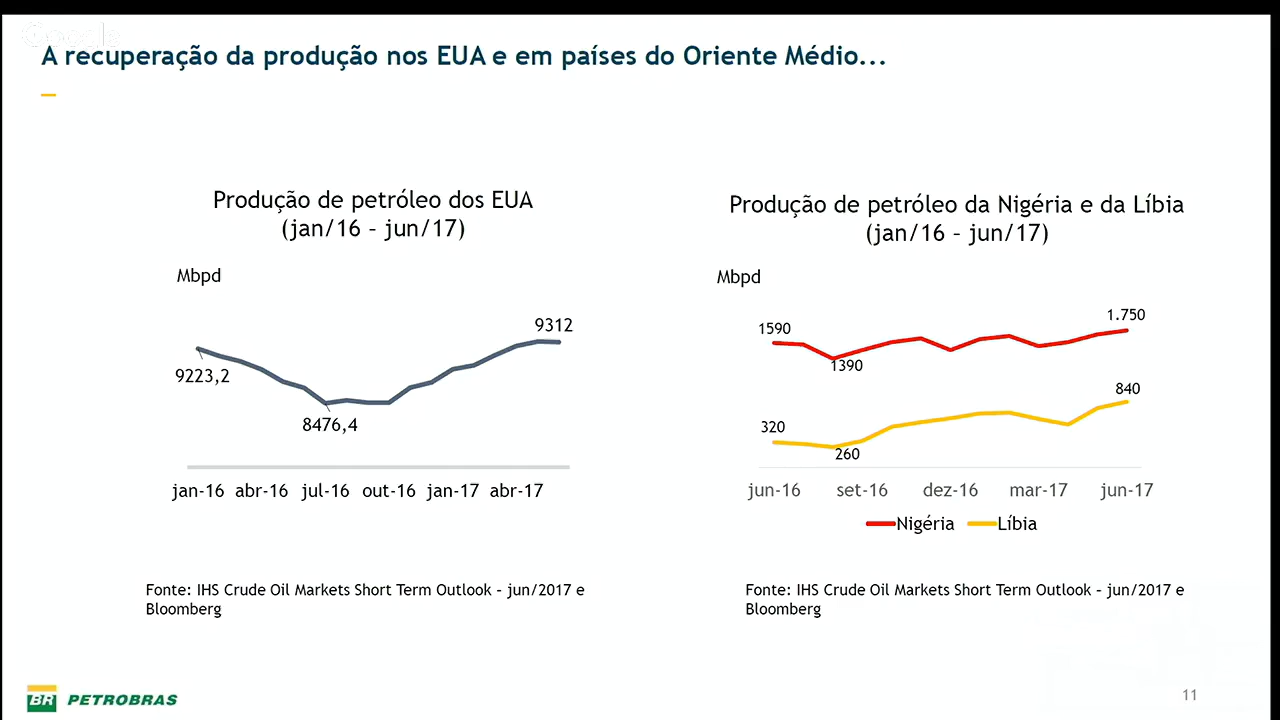 Google
A recuperação da produção nos EUA e em países do Oriente Médio...
Produção de petróleo dos EUA
(jan/16 – jun/17)
Mbpd
9312
9223,2
8476,4
jan-16 abr-16 jul-16 out-16 jan-17 abr-17
Fonte: IHS Crude Oil Markets Short Term Outlook – jun/2017 e
Bloomberg
Produção de petróleo da Nigéria e da Líbia
(jan/16 – jun/17)
Mbpd
1590
1.750
1390
840
320
260
jun-16 set-16 dez-16 mar-17 jun-17
Nigéria Líbia
Fonte: IHS Crude Oil Markets Short Term Outlook – jun/2017 e
Bloomberg
BR PETROBRAS
11